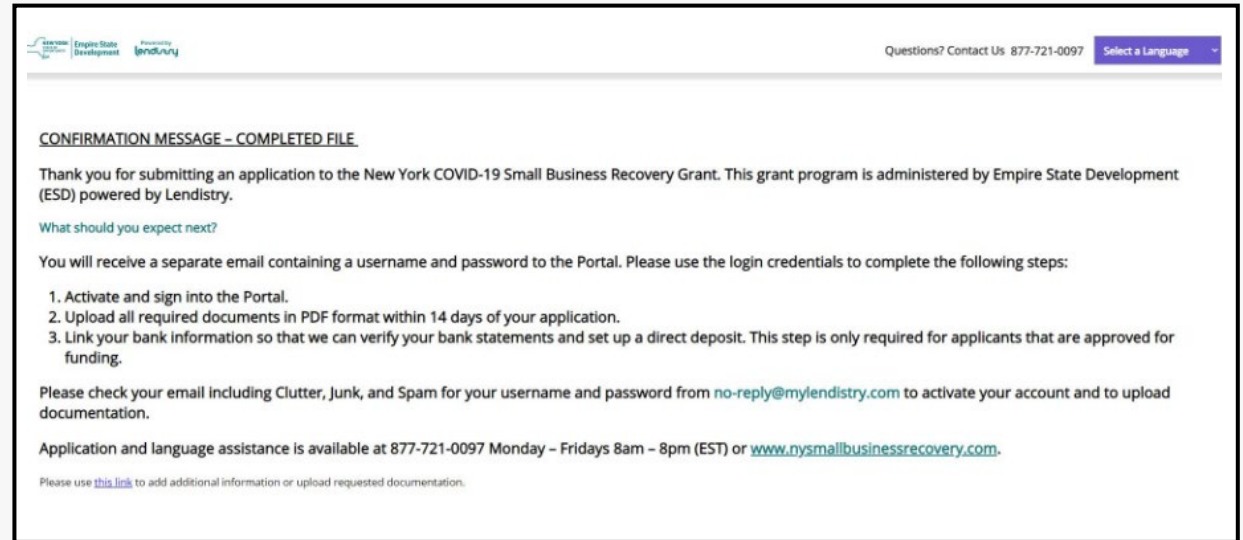 NEW YORK
Empire State
Development
Powered by
lendistry
Questions? Contact Us 877-721-0097
Select a Language
CONFIRMATION MESSAGE – COMPLETED FILE
Thank you for submitting an application to the New York COVID-19 Small Business Recovery Grant. This grant program is administered by Empire State Development
(ESD) powered by Lendistry.
What should you expect next?
You will receive a separate email containing a username and password to the Portal. Please use the login credentials to complete the following steps:
1. Activate and sign into the Portal.
2. Upload all required documents in PDF format within 14 days of your application.
3. Link your bank information so that we can verify your bank statements and set up a direct deposit. This step is only required for applicants that are approved for
funding.
Please check your email including Clutter, Junk, and Spam for your username and password from no-reply@mylendistry.com to activate your account and to upload
documentation.
Application and language assistance is available at 877-721-0097 Monday – Fridays 8am – 8pm (EST) or www.nysmallbusinessrecovery.com.
Please use this link to add additional information or upload requested documentation.